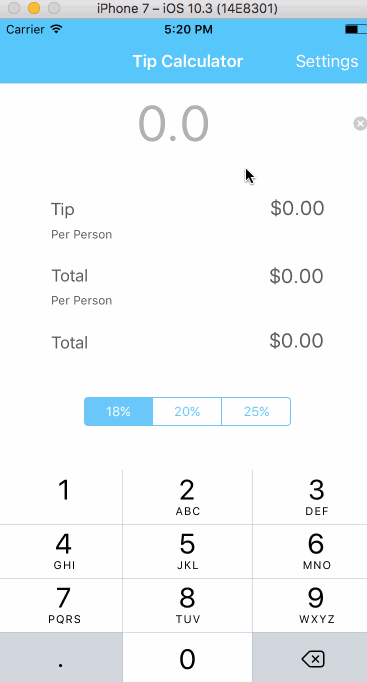 iPhone 7 – iOS 10.3 (14E8301)
Carrier 5:20 PM
Tip Calculator Settings
0.0
Tip $0.00
Per Person
Total $0.00
Per Person
Total $0.00
18% 20% 25%
1 2 3
ABC DEF
4 5 6
GHI JKL MNO
7 8 9
PQRS TUV WXYZ
. 0